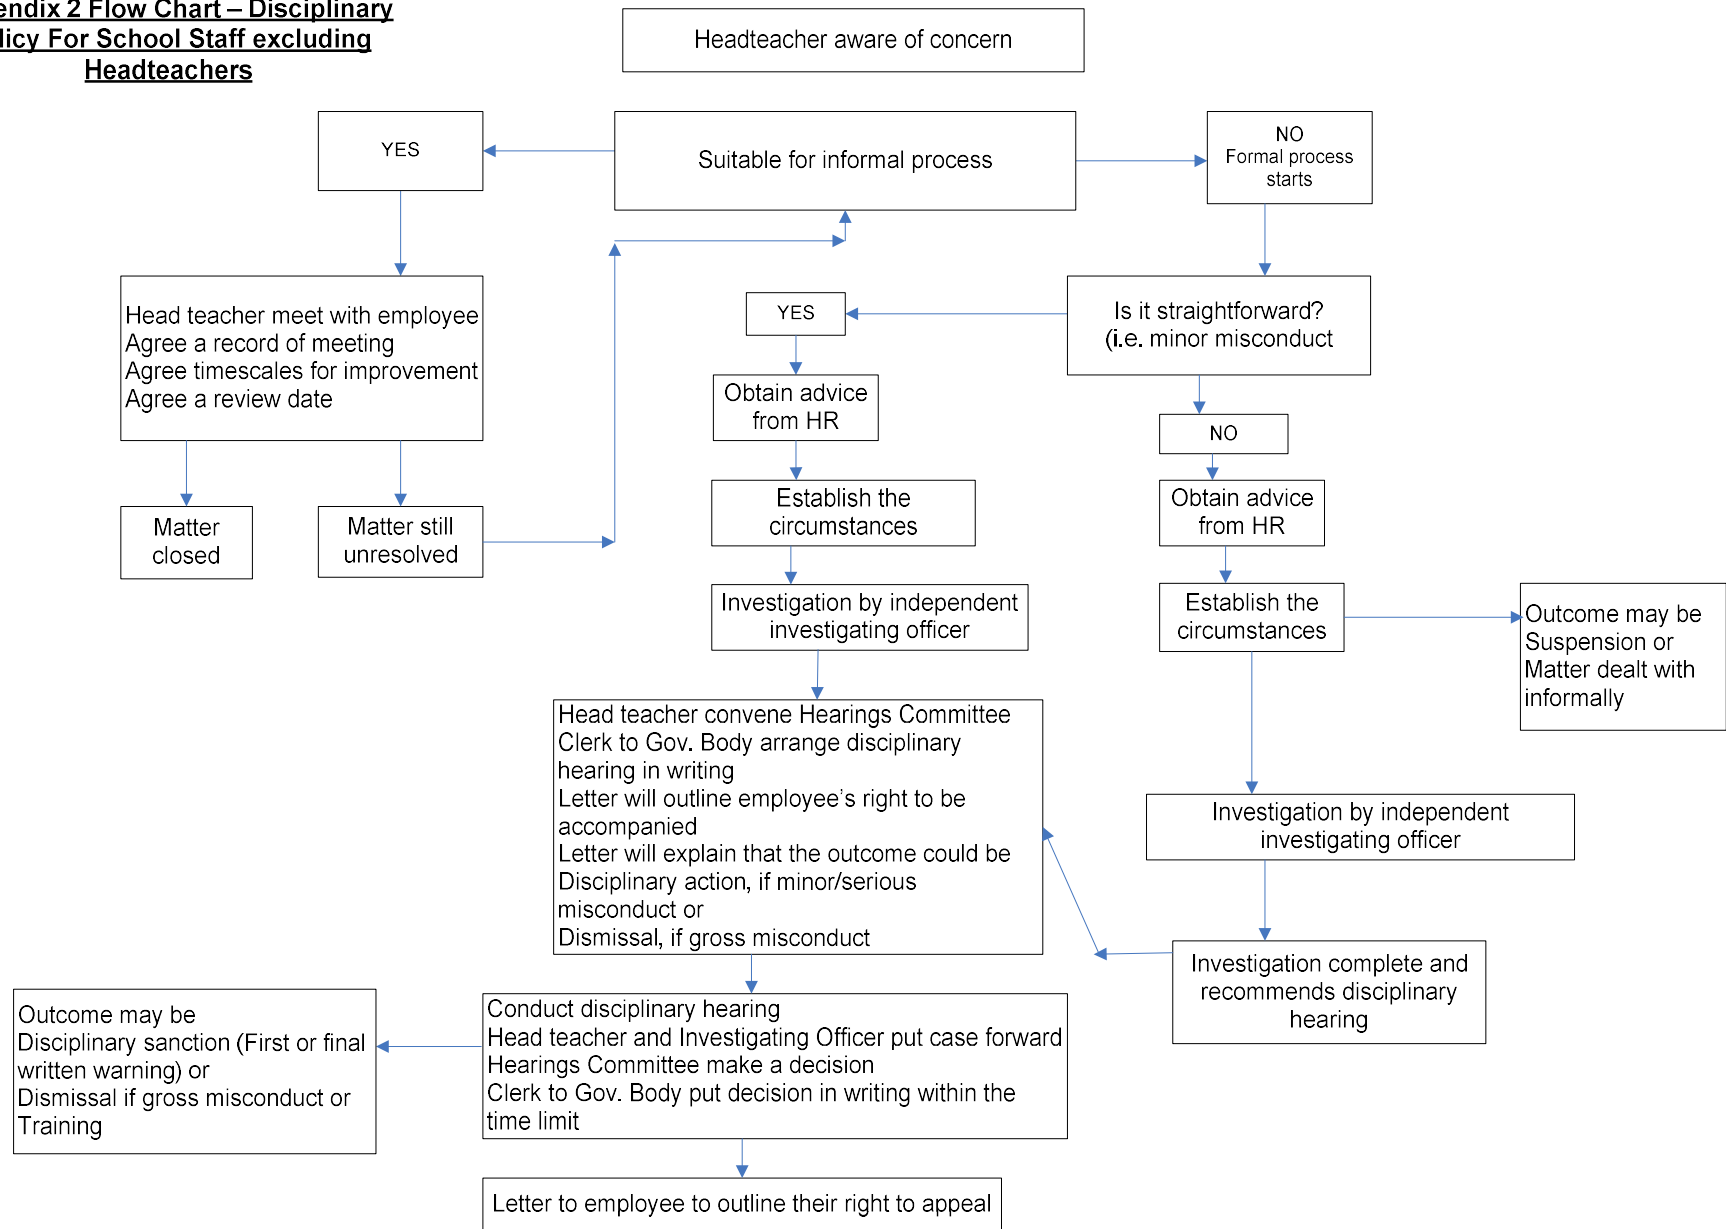 endix 2 Flow Chart – Disciplinary
licy For School Staff excluding
Headteachers
Headteacher aware of concern
YES
Suitable for informal process
NO
Formal process
starts
Head teacher meet with employee
Agree a record of meeting
Agree timescales for improvement
Agree a review date
YES
Is it straightforward?
(i.e. minor misconduct
Obtain advice
from HR
NO
Matter
closed
Matter still
unresolved
Establish the
circumstances
Obtain advice
from HR
Investigation by independent
investigating officer
Establish the
circumstances
Outcome may be
Suspension or
Matter dealt with
informally
Head teacher convene Hearings Committee
Clerk to Gov. Body arrange disciplinary
hearing in writing
Letter will outline employee's right to be
accompanied
Letter will explain that the outcome could be
Disciplinary action, if minor/serious
misconduct or
Dismissal, if gross misconduct
Investigation by independent
investigating officer
Investigation complete and
recommends disciplinary
hearing
Outcome may be
Disciplinary sanction (First or final
written warning) or
Dismissal if gross misconduct or
Training
Conduct disciplinary hearing
Head teacher and Investigating Officer put case forward
Hearings Committee make a decision
Clerk to Gov. Body put decision in writing within the
time limit
Letter to employee to outline their right to appeal